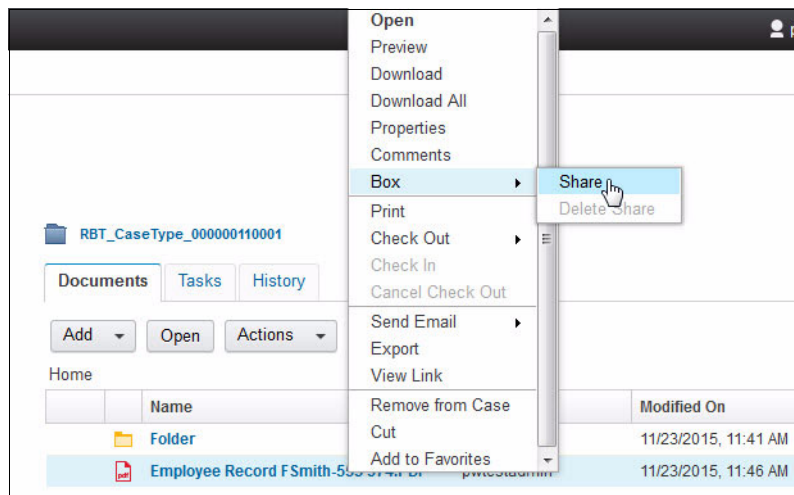 Open
Preview
Download
Download All
Properties
Comments
Box
Share
Delete Share
Print
Check Out
Check In
Cancel Check Out
Send Email
Export
View Link
Remove from Case
Cut
Add to Favorites
RBT_CaseType_000000110001
Documents Tasks History
Add Open Actions
Home
Name Modified On
Folder 11/23/2015, 11:41 AM
Employee Record FSmith- 11/23/2015, 11:46 AM